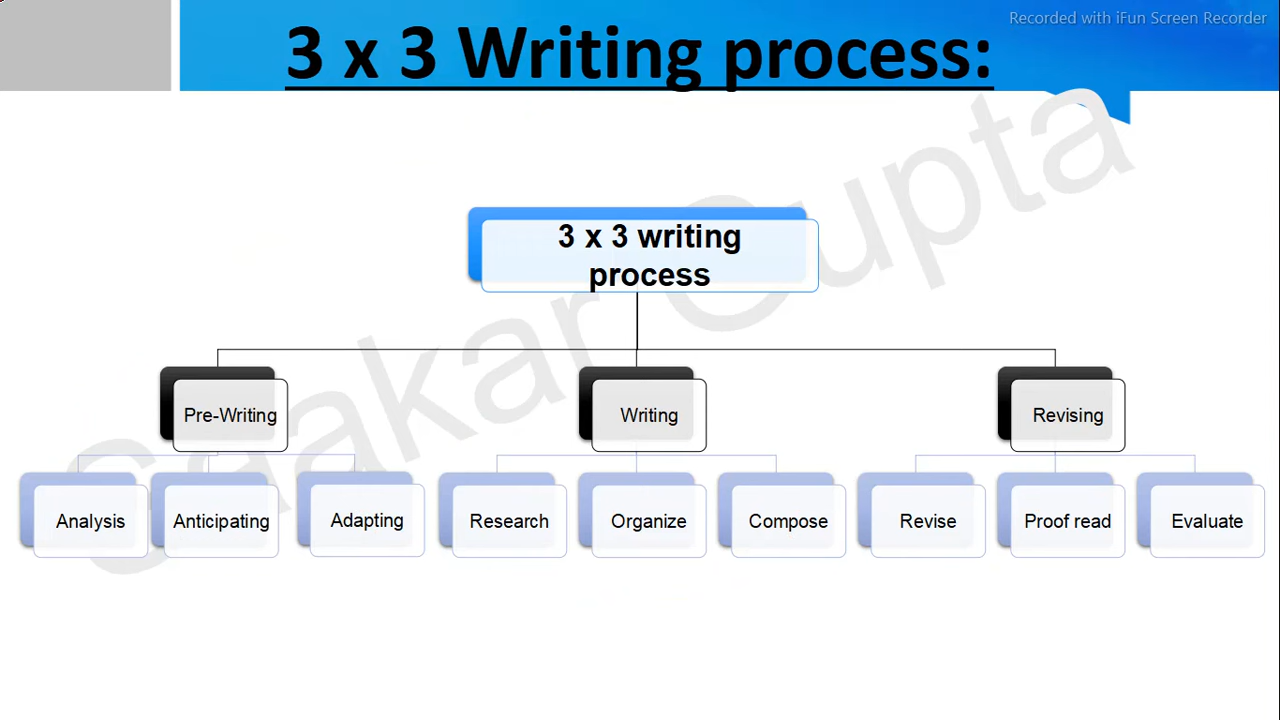 Recorded with iFun Screen Recorder
3 x 3 Writing process:
3 x 3 writing
process
Pre-Writing
Writing
Revising
Analysis
Anticipating
Adapting
Research
Organize
Compose
Revise
Proof read
Evaluate